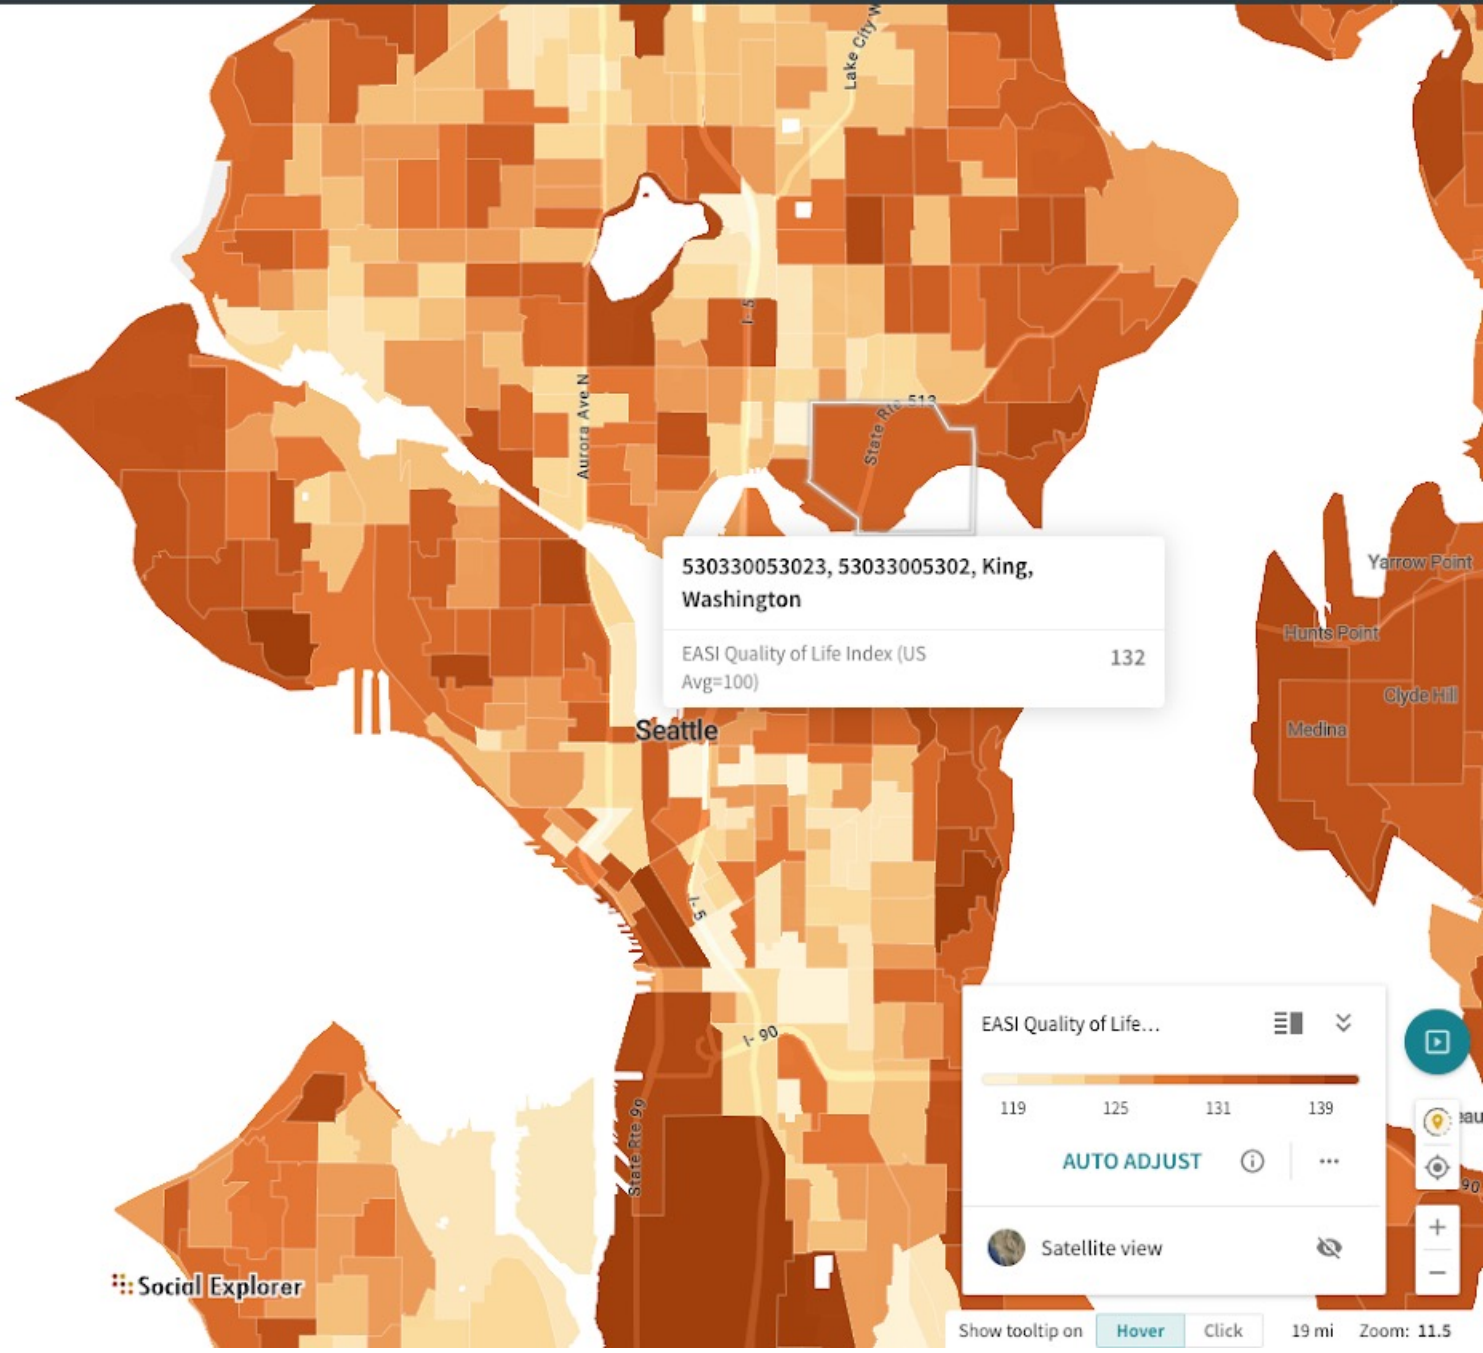 Lake City W
I- 5
Aurora Ave N
State Rte 513
530330053023, 53033005302, King,
Washington
EASI Quality of Life Index (US
Avg=100)
132
Yarrow Point
Hunts Point
Clyde Hill
Medina
Seattle
I- 5
I- 90
State Rte 99
EASI Quality of Life...
119 125 131 139
AUTO ADJUST
Satellite view
eau
90
Social Explorer
Show tooltip on Hover Click 19 mi Zoom: 11.5